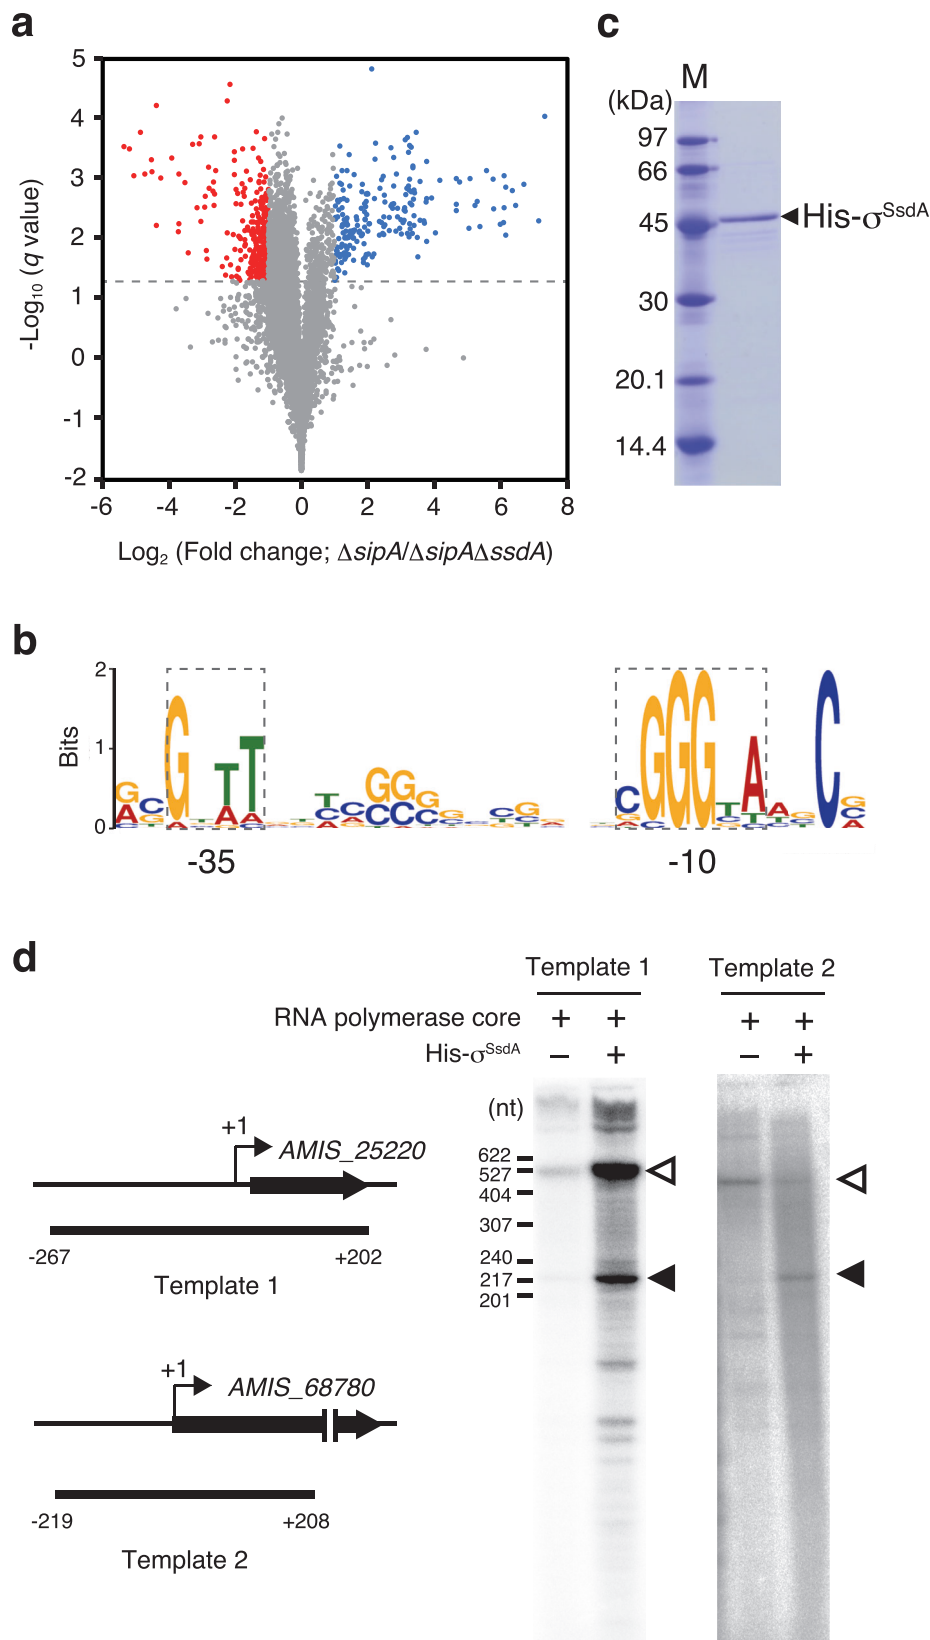 a
5
4
3
2
1
0
-1
-2
-Log10 (q value)
-6 -4 -2 0 2 4 6 8
Log2 (Fold change; ΔsipA/ΔsipAΔssdA)
c
M
(kDa)
97
66
45
30
20.1
14.4
His-σSsdA
b
2
1
0
Bits
-35
-10
d
Template 1
Template 2
RNA polymerase core + + + +
His-σSsdA − + − +
(nt)
622
527
404
307
240
217
201
+1
AMIS_25220
-267 +202
Template 1
+1
AMIS_68780
-219 +208
Template 2